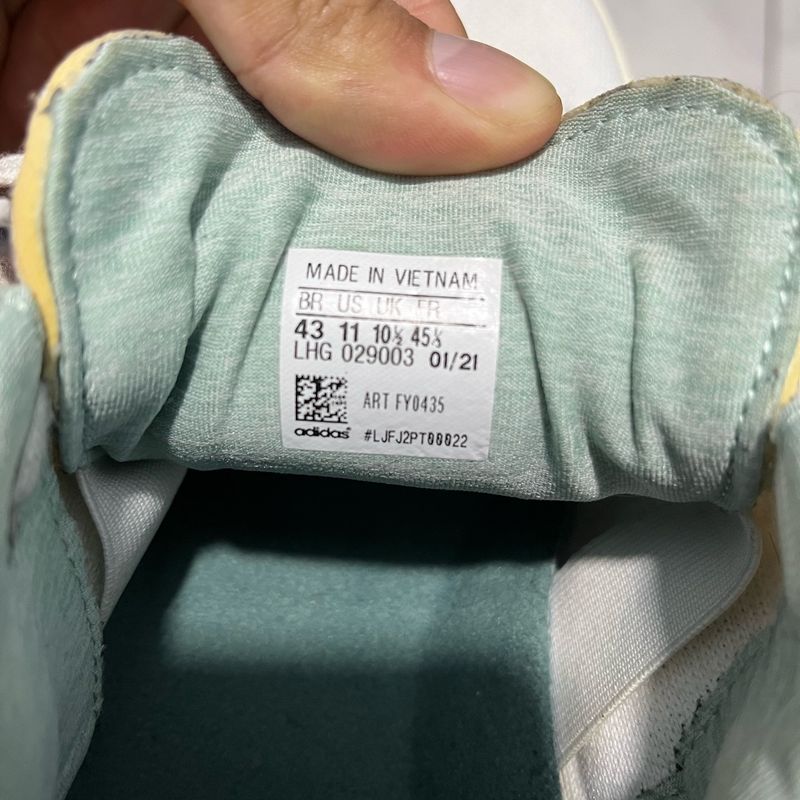 MADE IN VIETNAM
BR US UK FR
43 11 10½ 45⅓
LHG 029003 01/21
ART FY0435
adidas® #LJFJ2PT00022